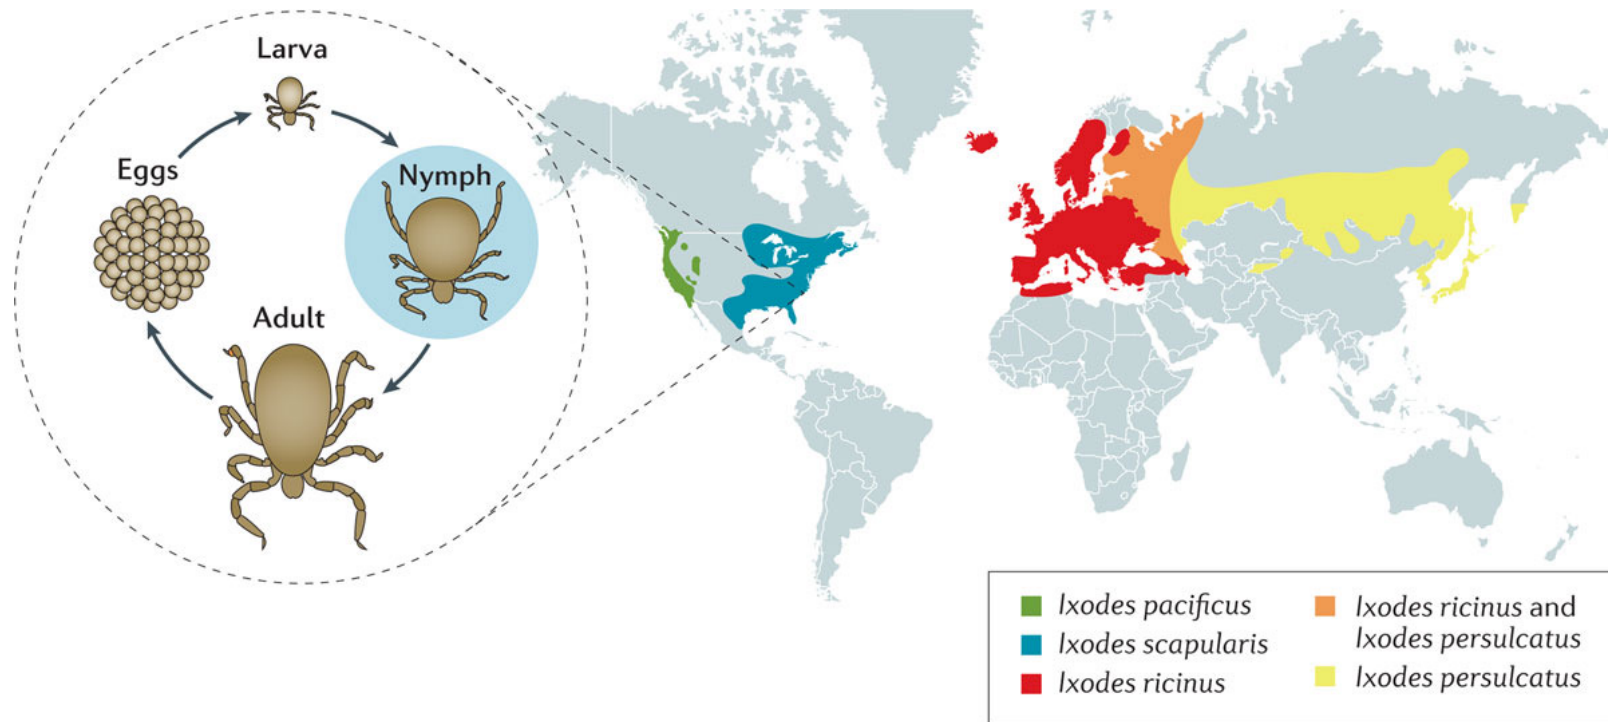 Larva
Eggs
Nymph
Adult
Ixodes pacificus
Ixodes scapularis
Ixodes ricinus
Ixodes ricinus and
Ixodes persulcatus
Ixodes persulcatus